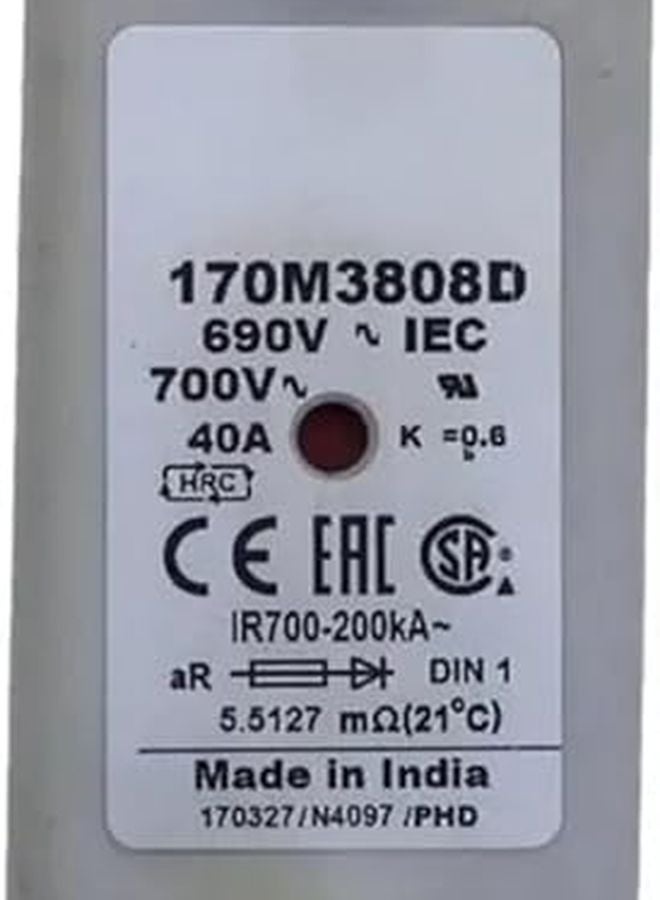 170M3808D
690V ∿ IEC
700V∿ RU
40A K =0.6
b
HRC
CE EAC SA®
IR700-200kA~
aR DIN 1
5.5127 mΩ(21°C)
Made in India
170327/N4097 /PHD